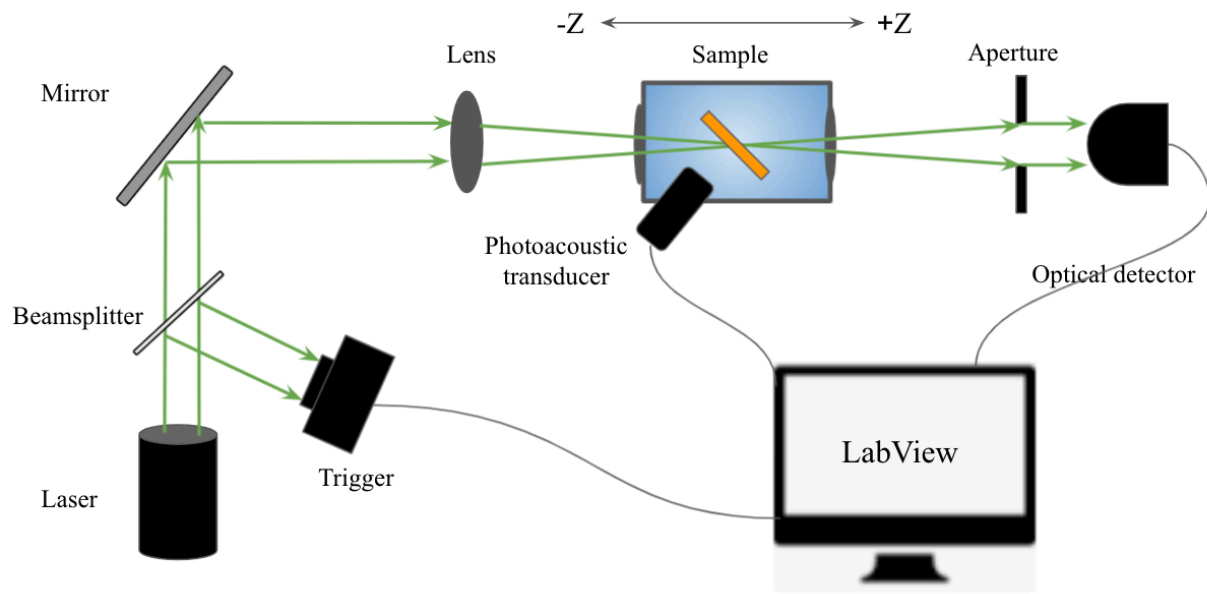 -Z
+Z
Lens
Sample
Aperture
Mirror
Photoacoustic
transducer
Optical detector
Beamsplitter
LabView
Trigger
Laser